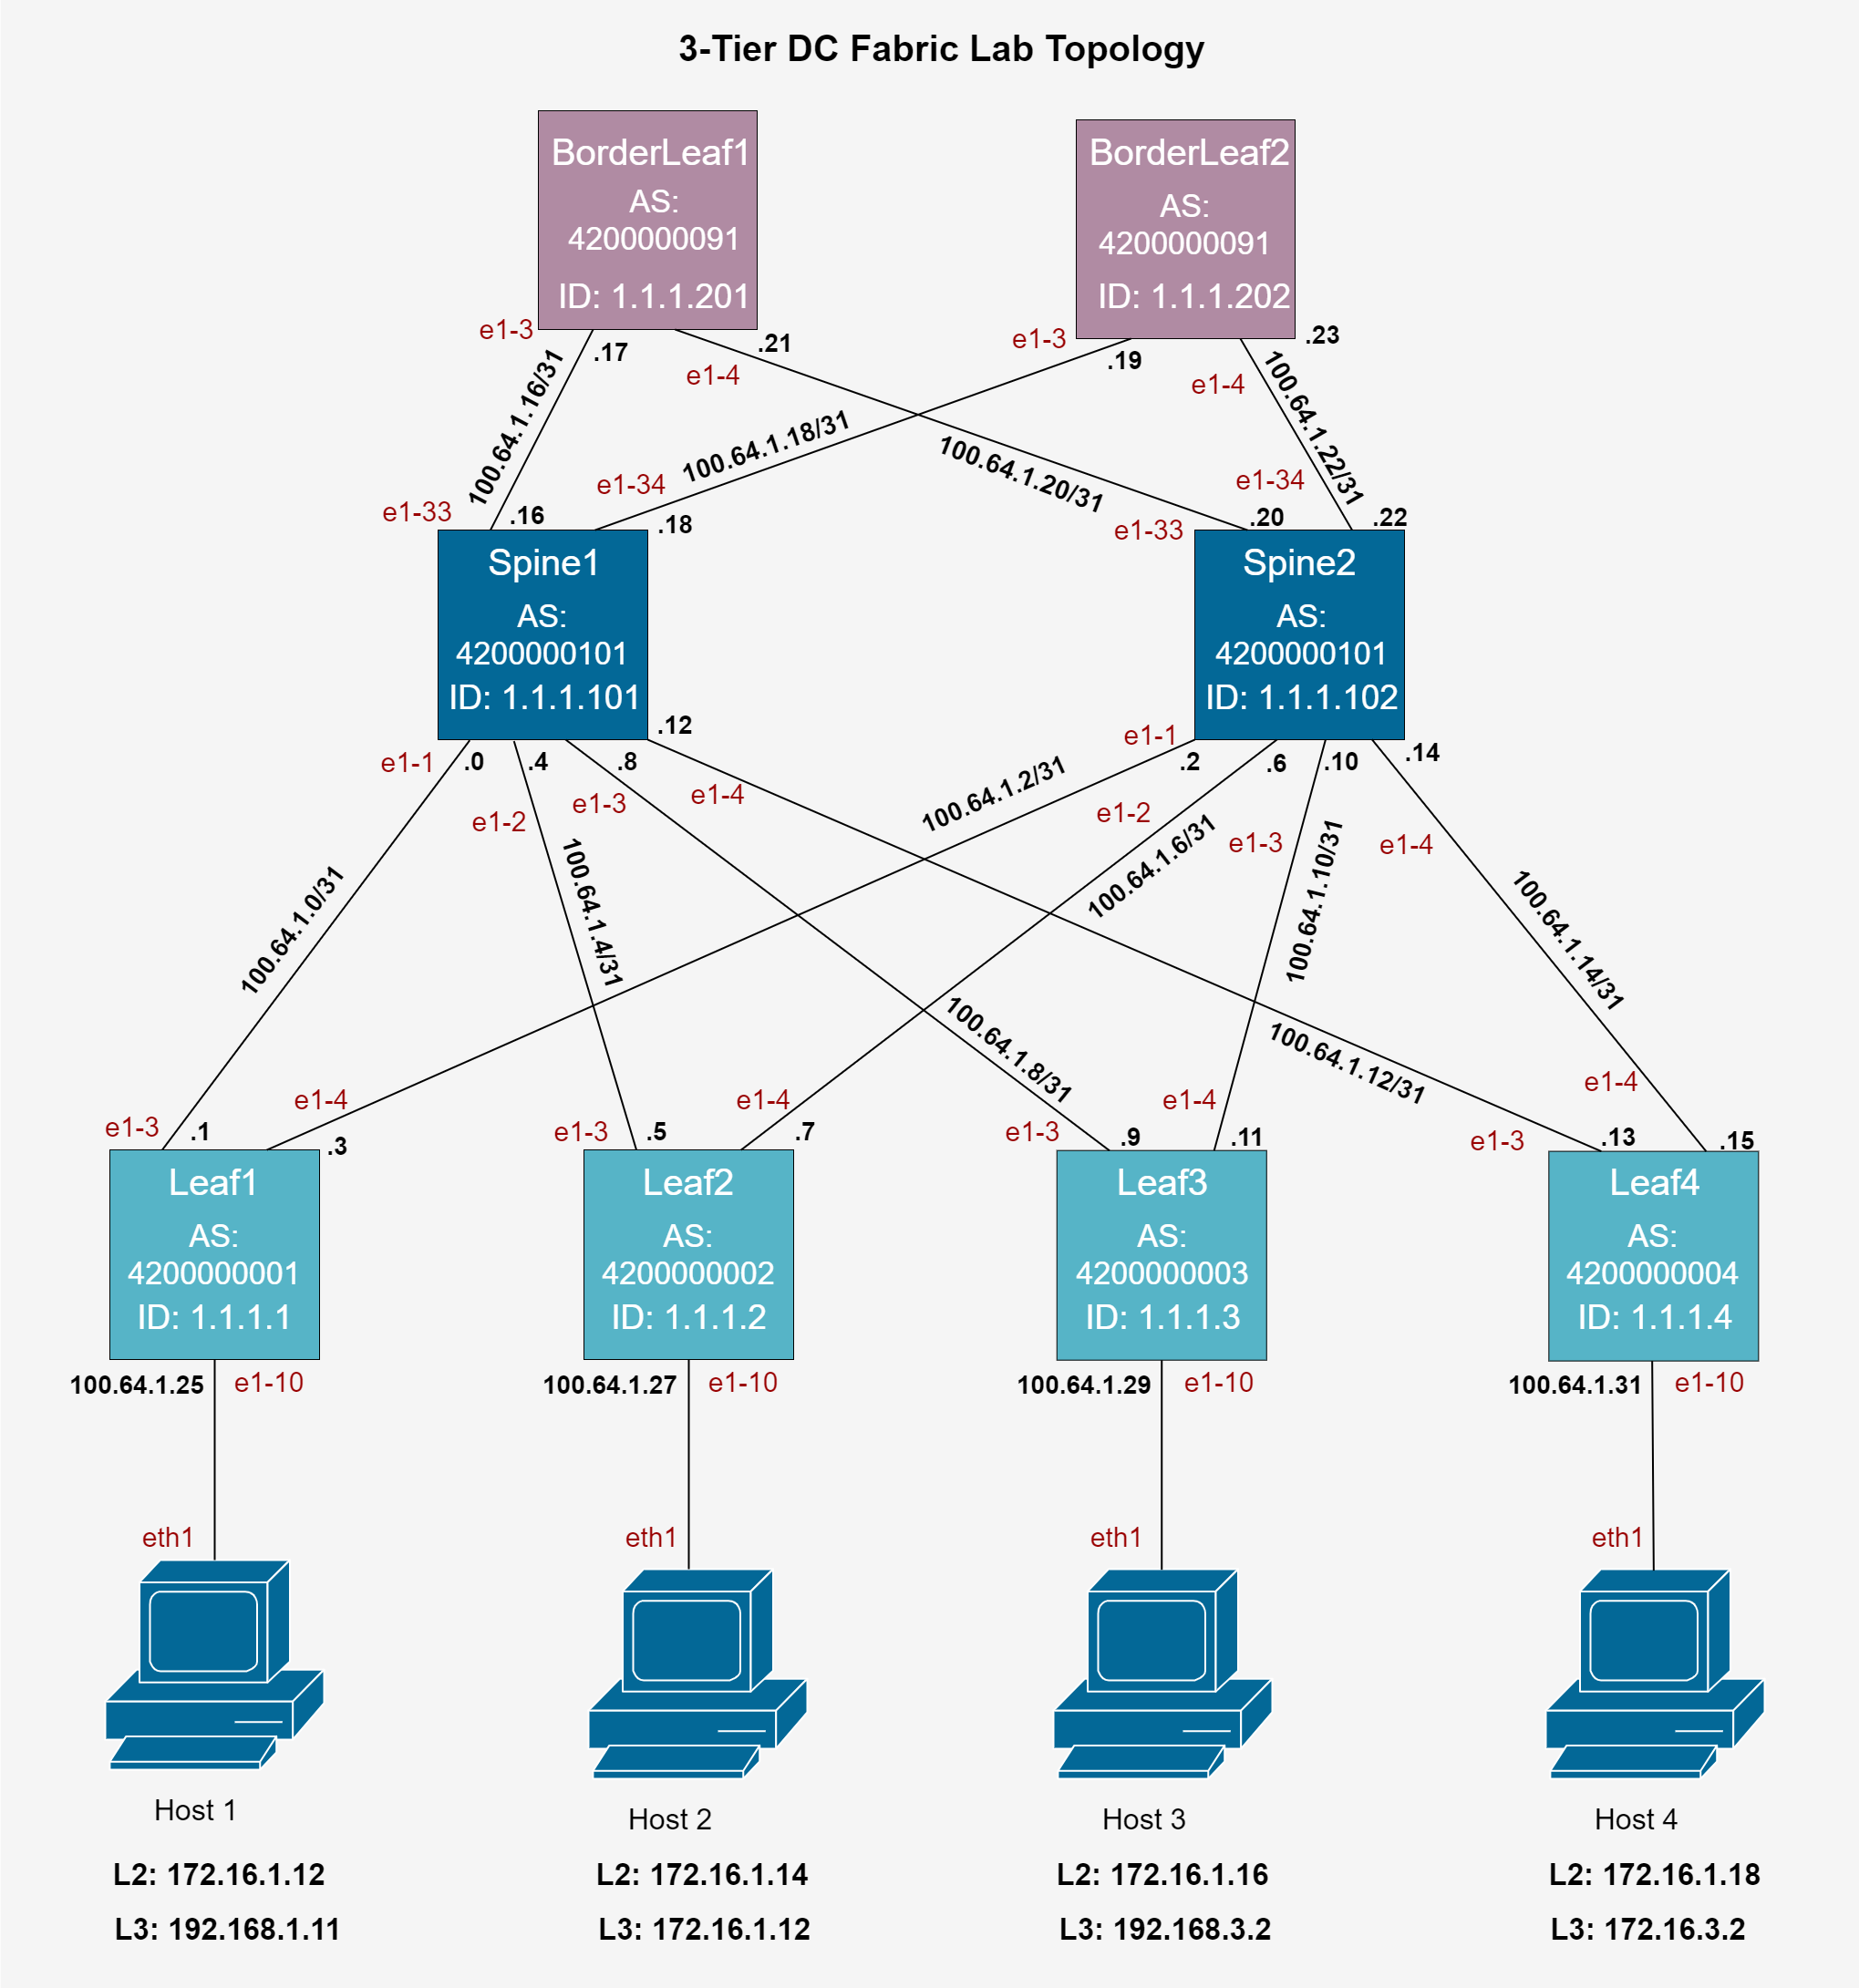 3-Tier DC Fabric Lab Topology
BorderLeaf1
AS:
4200000091
ID: 1.1.1.201
BorderLeaf2
AS:
4200000091
ID: 1.1.1.202
e1-3
.17
.21
e1-4
e1-3
.19
.23
e1-4
100.64.1.16/31
100.64.1.18/31
100.64.1.20/31
100.64.1.22/31
e1-33
.16
e1-34
.18
e1-33
.20
e1-34
.22
Spine1
AS:
4200000101
ID: 1.1.1.101
Spine2
AS:
4200000101
ID: 1.1.1.102
e1-1
.0
.4
.8
.12
e1-2
e1-3
e1-4
e1-1
.2
.6
.10
.14
e1-2
e1-3
e1-4
100.64.1.0/31
100.64.1.4/31
100.64.1.2/31
100.64.1.6/31
100.64.1.10/31
100.64.1.14/31
100.64.1.8/31
100.64.1.12/31
e1-3
.1
e1-4
.3
e1-3
.5
e1-4
.7
e1-3
.9
e1-4
.11
e1-3
.13
e1-4
.15
Leaf1
AS:
4200000001
ID: 1.1.1.1
Leaf2
AS:
4200000002
ID: 1.1.1.2
Leaf3
AS:
4200000003
ID: 1.1.1.3
Leaf4
AS:
4200000004
ID: 1.1.1.4
100.64.1.25
e1-10
100.64.1.27
e1-10
100.64.1.29
e1-10
100.64.1.31
e1-10
eth1
eth1
eth1
eth1
Host 1
L2: 172.16.1.12
L3: 192.168.1.11
Host 2
L2: 172.16.1.14
L3: 172.16.1.12
Host 3
L2: 172.16.1.16
L3: 192.168.3.2
Host 4
L2: 172.16.1.18
L3: 172.16.3.2